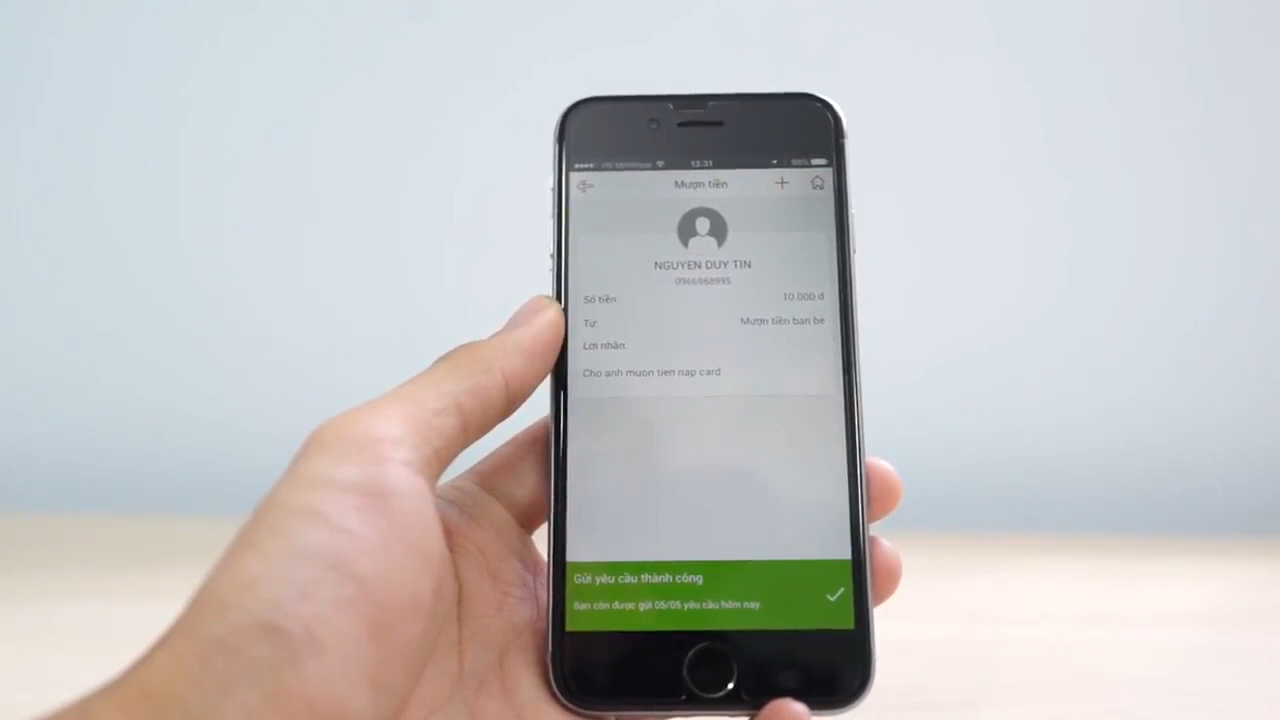 13:31
Mượn tiền
NGUYEN DUY TIN
0966968995
Số tiền: 10.000 đ
Từ: Mượn tiền bạn bè
Lời nhắn:
Cho anh muon tien nap card
Gửi yêu cầu thành công
Bạn còn được gửi 05/05 yêu cầu hôm nay